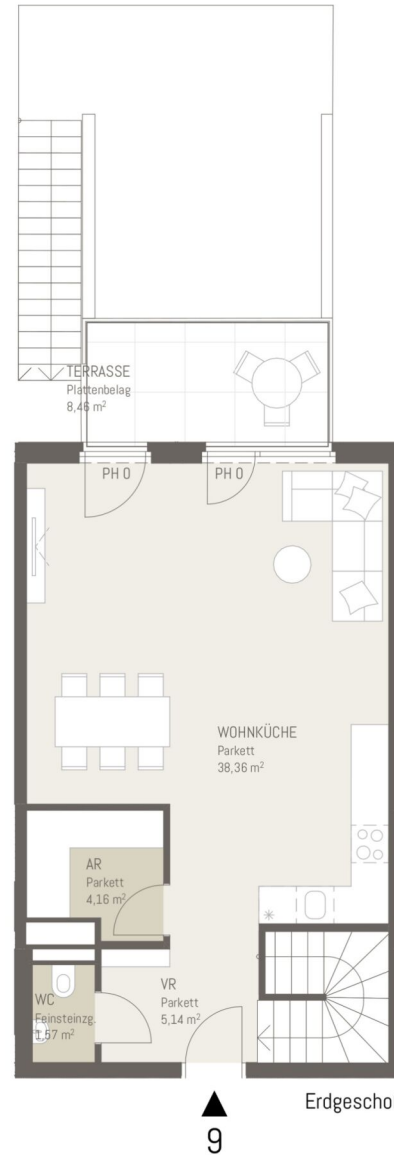 TERRASSE
Plattenbelag
8,46 m²
PH 0
PH 0
WOHNKÜCHE
Parkett
38,36 m²
AR
Parkett
4,16 m²
VR
Parkett
5,14 m²
WC
Feinsteinzg.
1,57 m²
Erdgescho
9